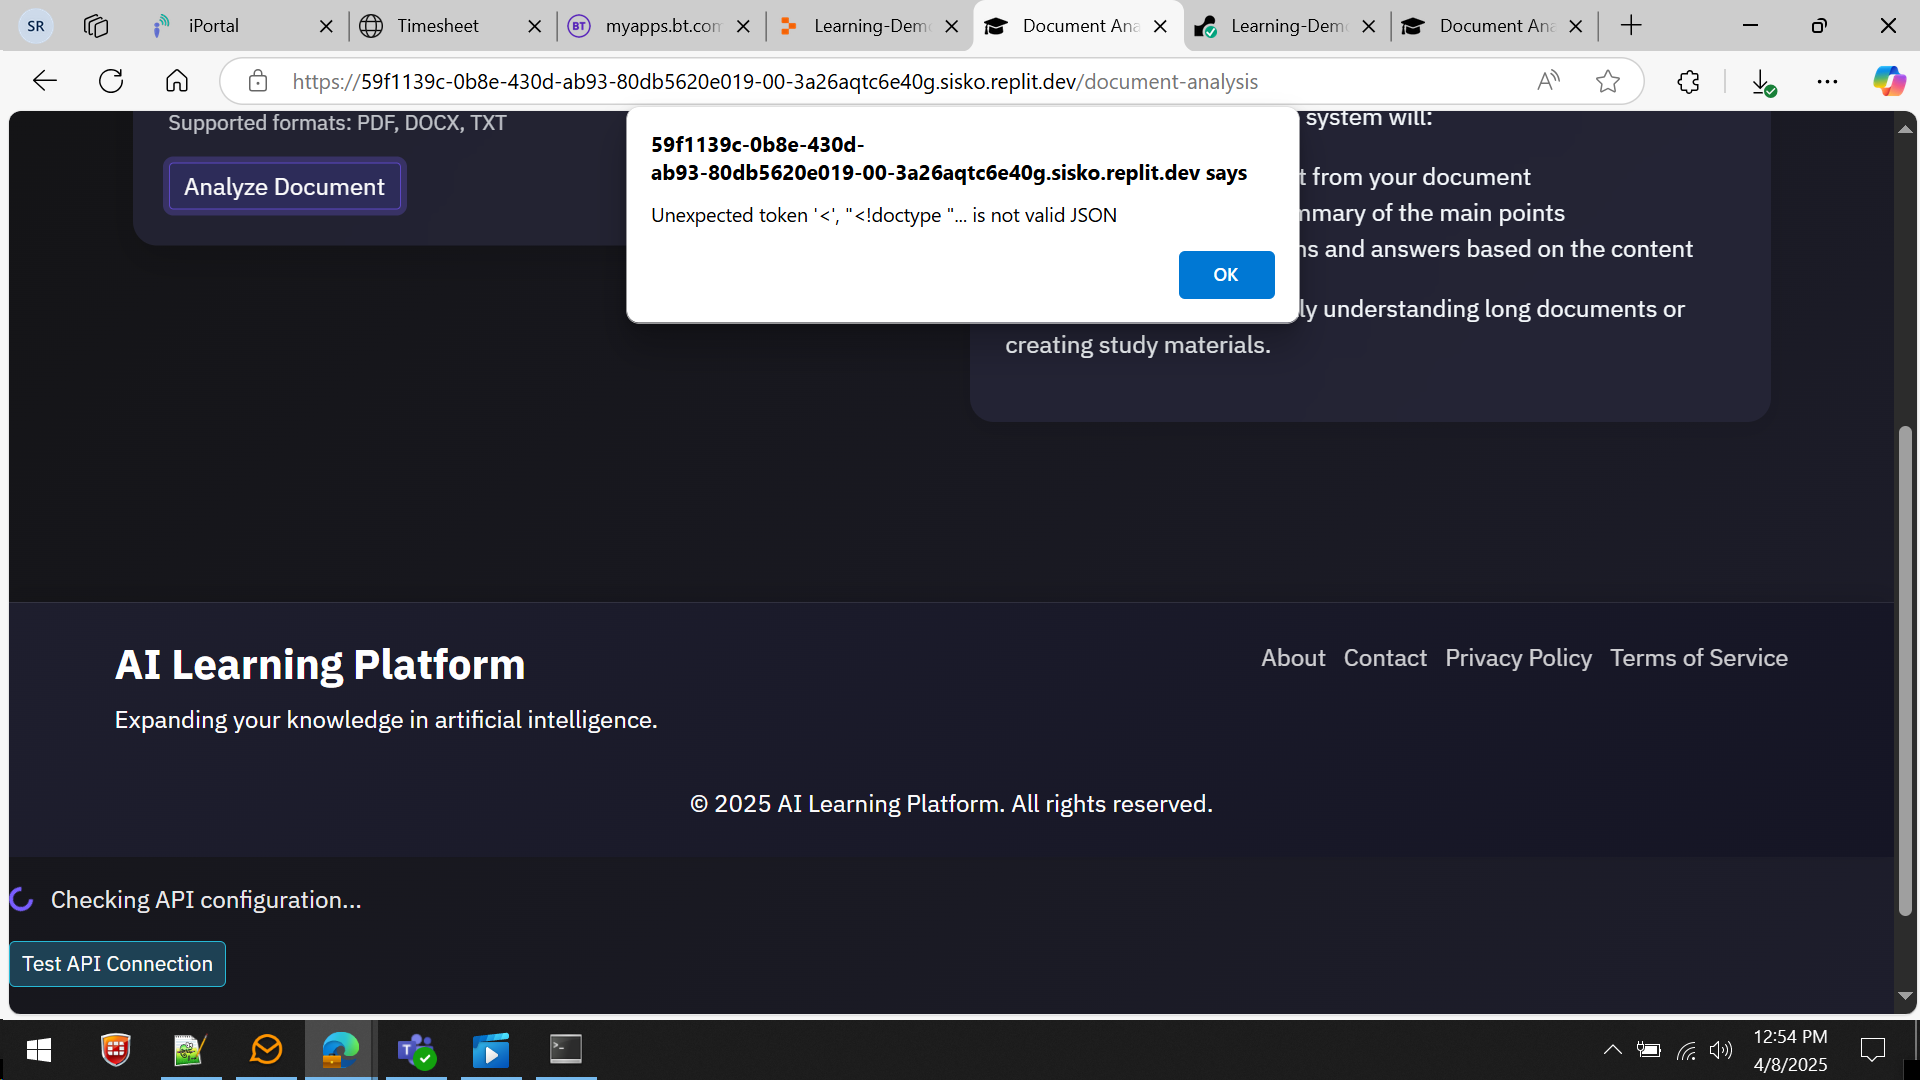 SR
iPortal
Timesheet
BT
myapps.bt.com
Learning-Dem
Document Ana
Learning-Dem
Document Ana
https://59f1139c-0b8e-430d-ab93-80db5620e019-00-3a26aqtc6e40g.sisko.replit.dev/document-analysis
Supported formats: PDF, DOCX, TXT
Analyze Document
59f1139c-0b8e-430d-
ab93-80db5620e019-00-3a26aqtc6e40g.sisko.replit.dev says
Unexpected token '<', "<!doctype "... is not valid JSON
OK
system will:
t from your document
mmary of the main points
ns and answers based on the content
ly understanding long documents or
creating study materials.
AI Learning Platform
Expanding your knowledge in artificial intelligence.
About Contact Privacy Policy Terms of Service
© 2025 AI Learning Platform. All rights reserved.
Checking API configuration...
Test API Connection
12:54 PM
4/8/2025